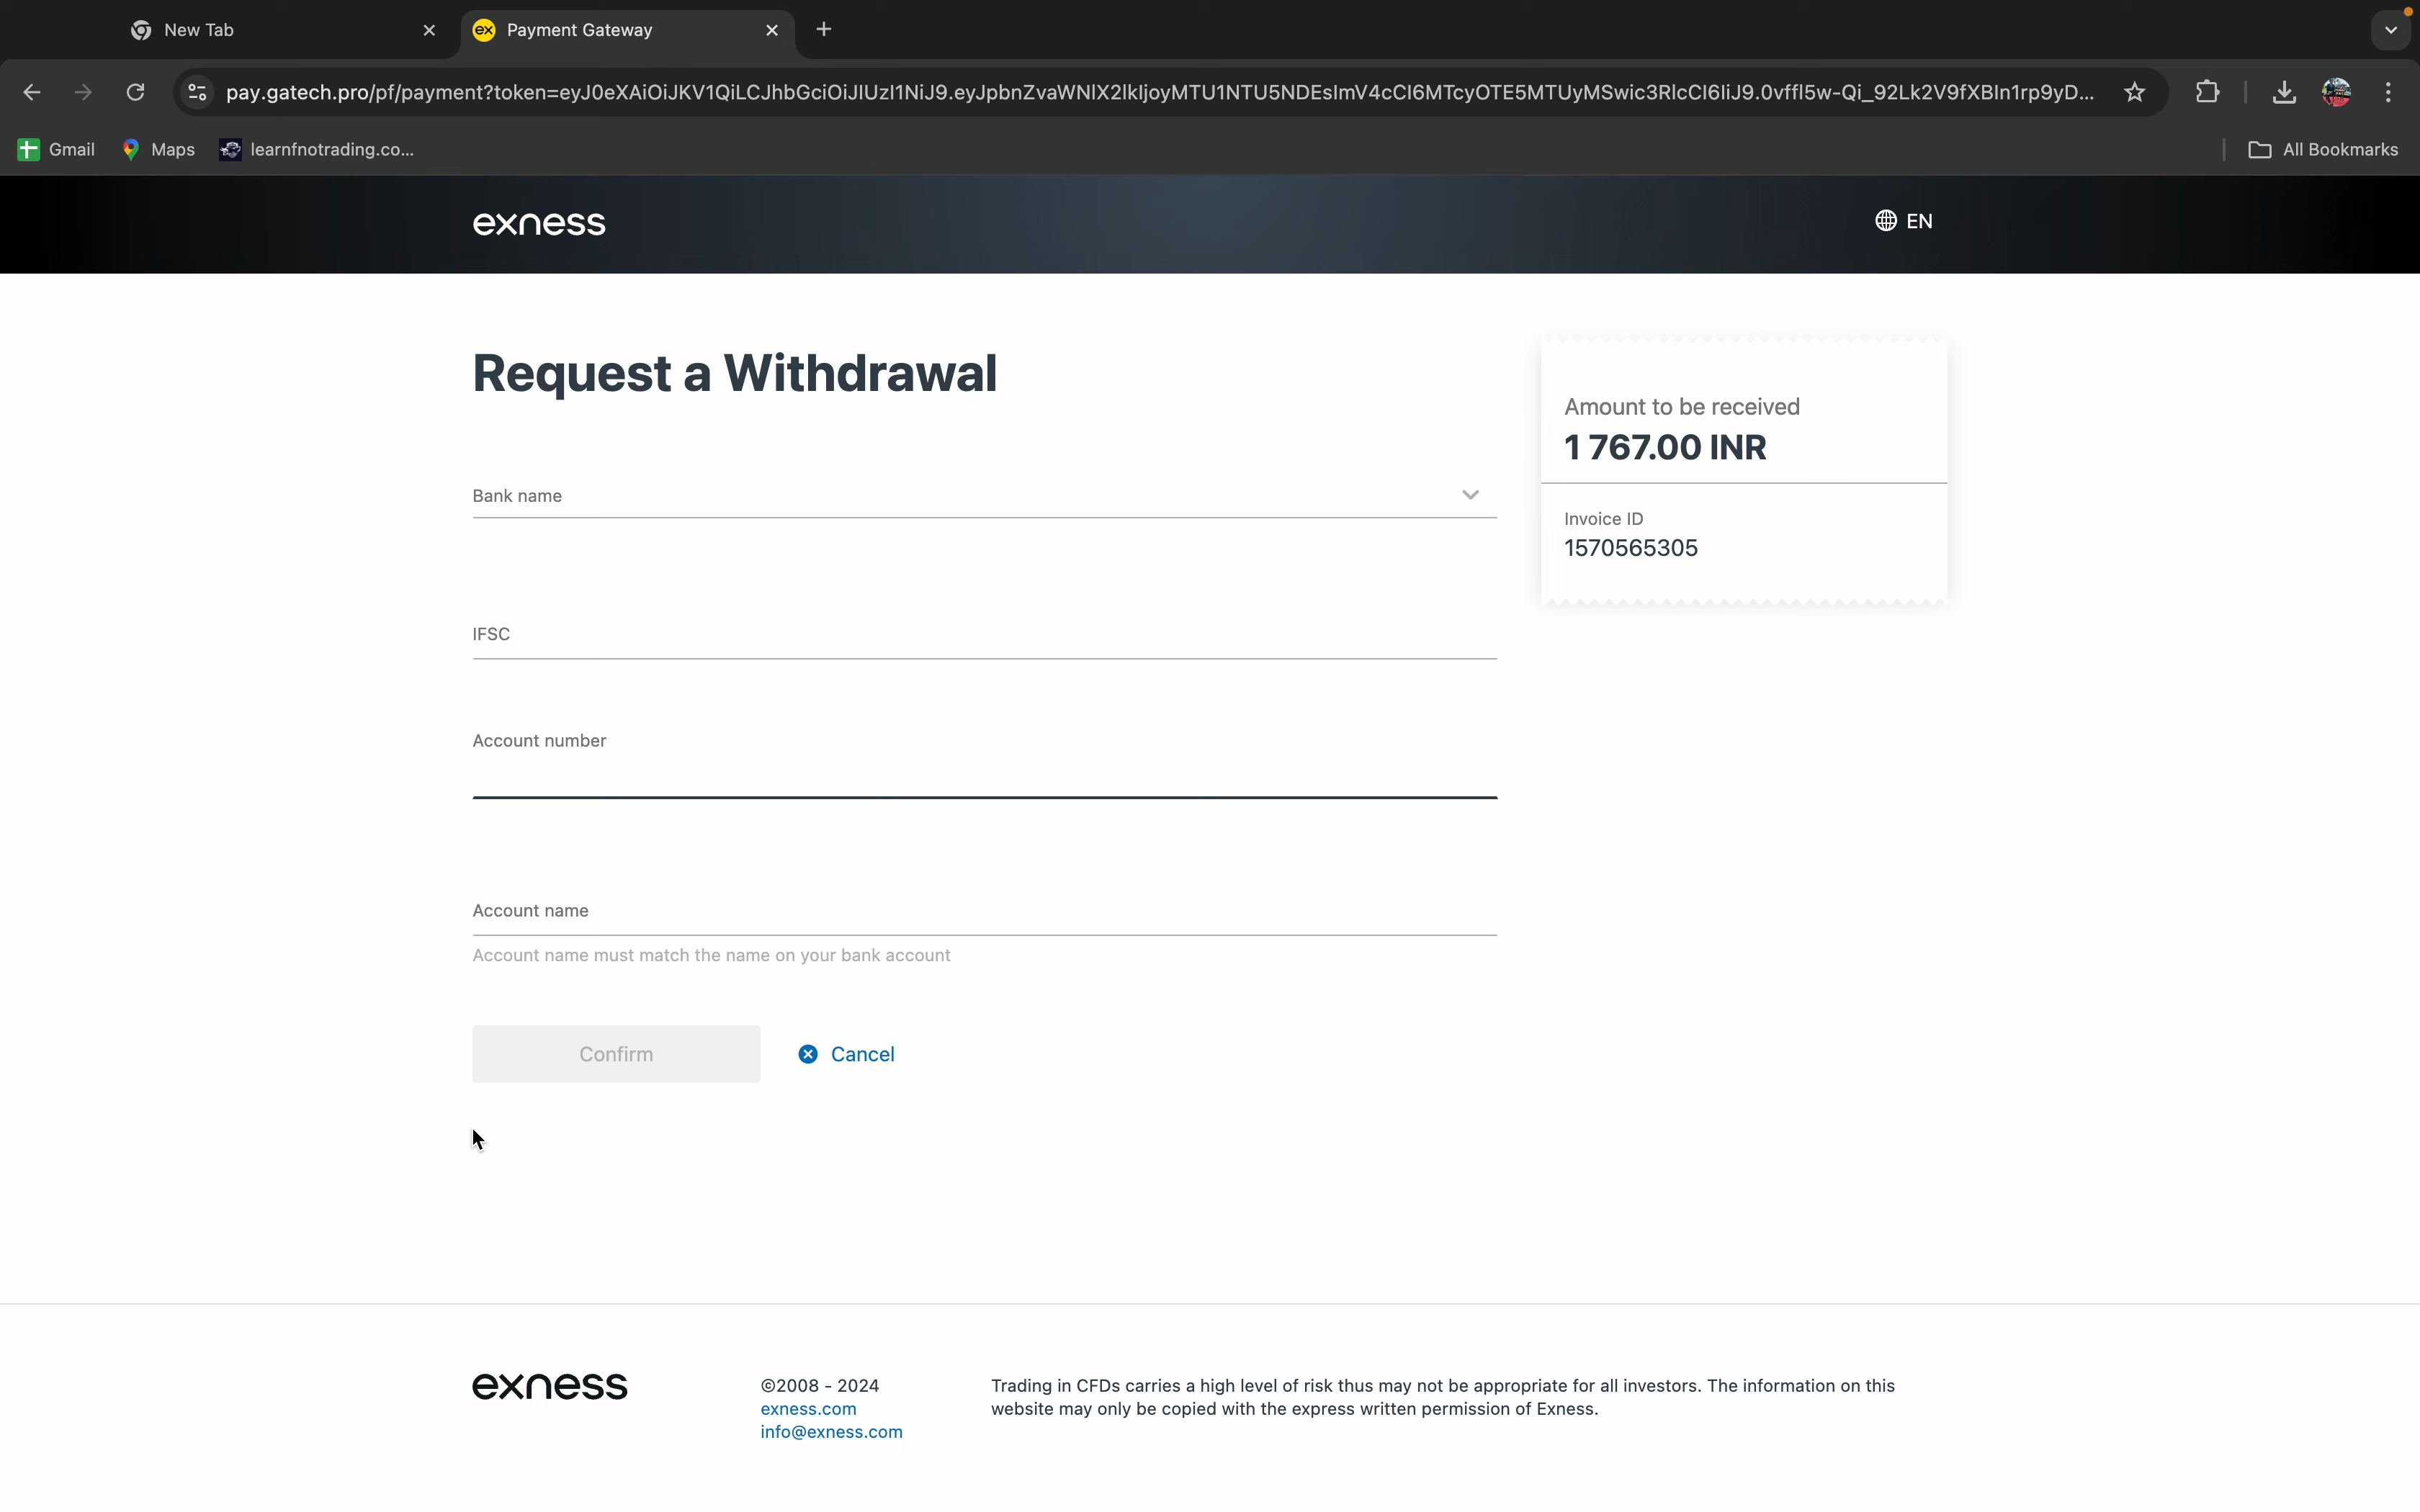 New Tab
Payment Gateway
pay.gatech.pro/pf/payment?token=eyJ0eXAiOiJKV1QiLCJhbGciOiJIUzI1NiJ9.eyJpbnZvaWNlX2lkIjoyMTU1NTU5NDEsImV4cCI6MTcyOTE5MTUyMSwic3RlcCI6IiJ9.0vffI5w-Qi_92Lk2V9fXBIn1rp9yD...
Gmail
Maps
learnfnotrading.co...
All Bookmarks
exness
EN
Request a Withdrawal
Amount to be received
1 767.00 INR
Invoice ID
1570565305
Bank name
IFSC
Account number
Account name
Account name must match the name on your bank account
Confirm
Cancel
exness
©2008 - 2024
exness.com
info@exness.com
Trading in CFDs carries a high level of risk thus may not be appropriate for all investors. The information on this
website may only be copied with the express written permission of Exness.